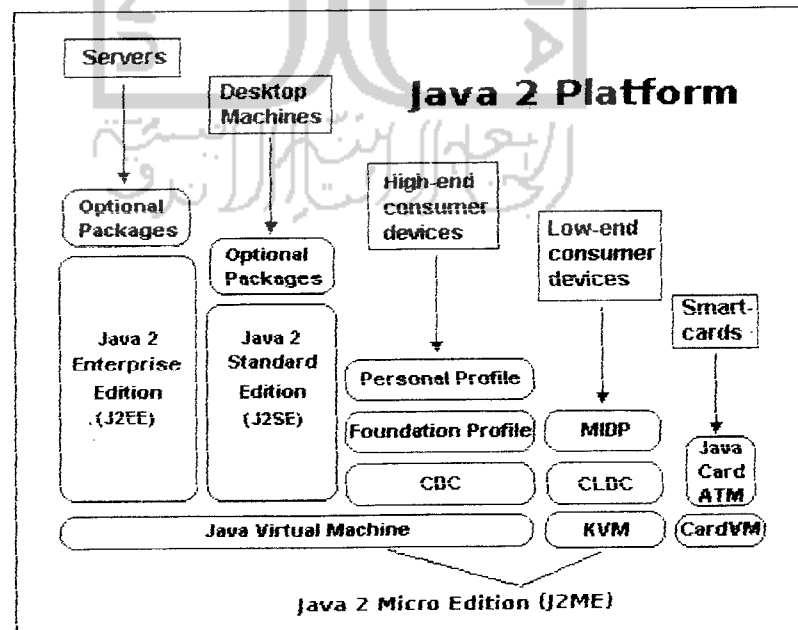 Servers
Desktop
Machines
Java 2 Platform
High-end
consumer
devices
Low-end
consumer
devices
Smart-
cards
Optional
Packages
Optional
Packages
Java 2
Enterprise
Edition
(J2EE)
Java 2
Standard
Edition
(J2SE)
Personal Profile
Foundation Profile
CDC
MIDP
CLDC
Java
Card
ATM
Java Virtual Machine
KVM
CardVM
Java 2 Micro Edition (J2ME)